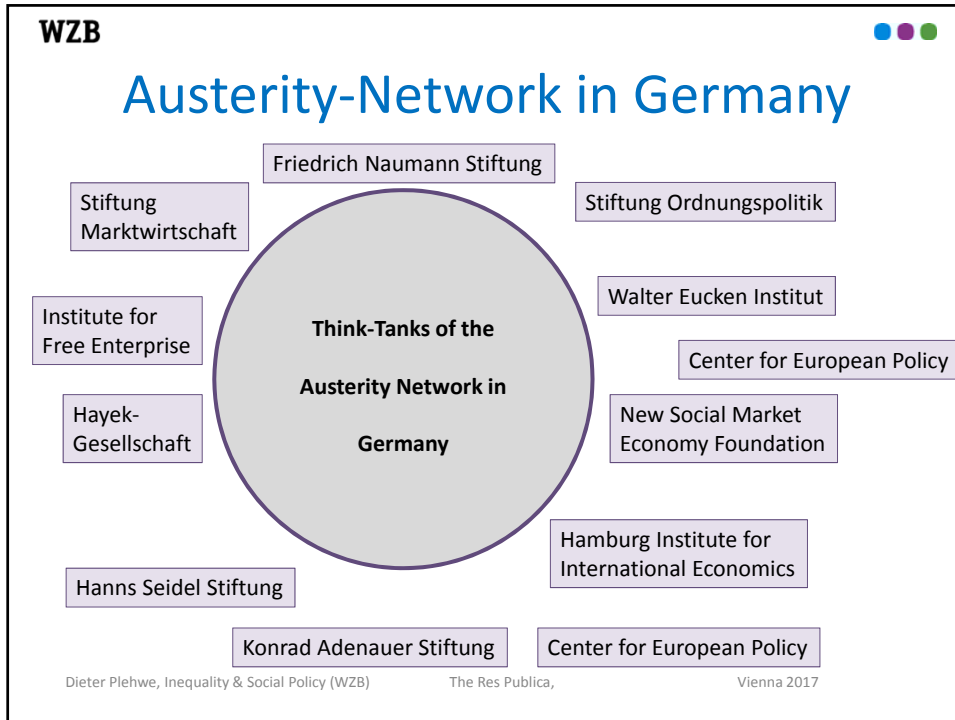 WZB
Austerity-Network in Germany
Friedrich Naumann Stiftung
Stiftung
Marktwirtschaft
Stiftung Ordnungspolitik
Institute for
Free Enterprise
Walter Eucken Institut
Think-Tanks of the
Austerity Network in
Germany
Center for European Policy
Hayek-
Gesellschaft
New Social Market
Economy Foundation
Hamburg Institute for
International Economics
Hanns Seidel Stiftung
Konrad Adenauer Stiftung
Center for European Policy
Dieter Plehwe, Inequality & Social Policy (WZB) The Res Publica, Vienna 2017